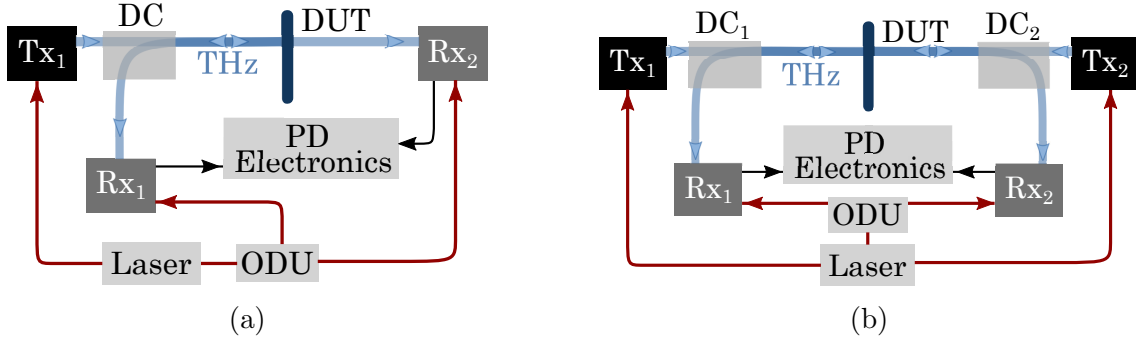 DC
DUT
Tx₁
THz
Rx₂
PD
Electronics
Rx₁
Laser
ODU
(a)
DC₁
DUT
DC₂
Tx₁
THz
Tx₂
PD
Electronics
Rx₁
Rx₂
ODU
Laser
(b)